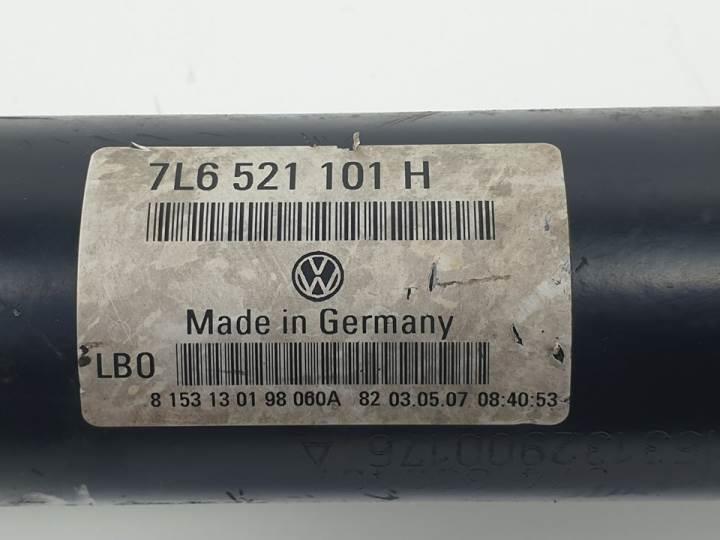 7L6 521 101 H
Made in Germany
LBO
8 153 13 01 98 060A 82 03.05.07 08:40:53